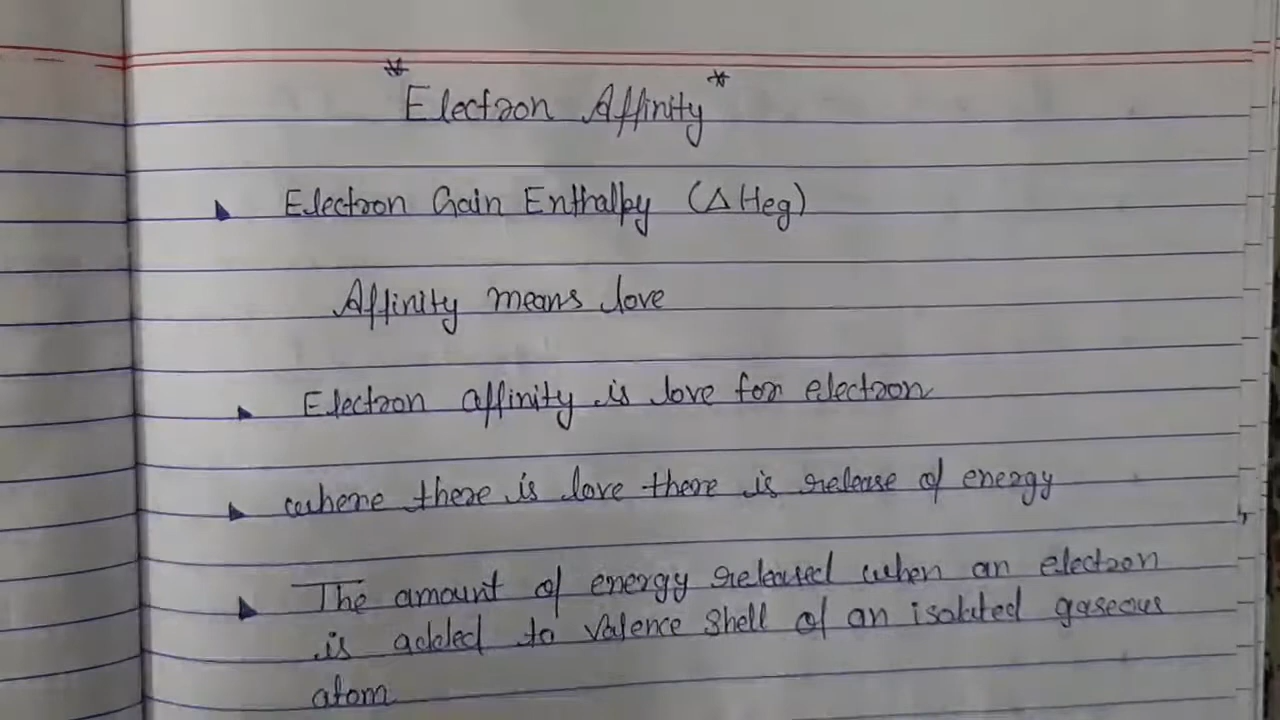 * Electron Affinity *
Electron Gain Enthalpy (Δ Heg)
Affinity means love
Electron affinity is love for electron
where there is love there is release of energy
The amount of energy released when an electron
is added to valence shell of an isolated gaseous
atom